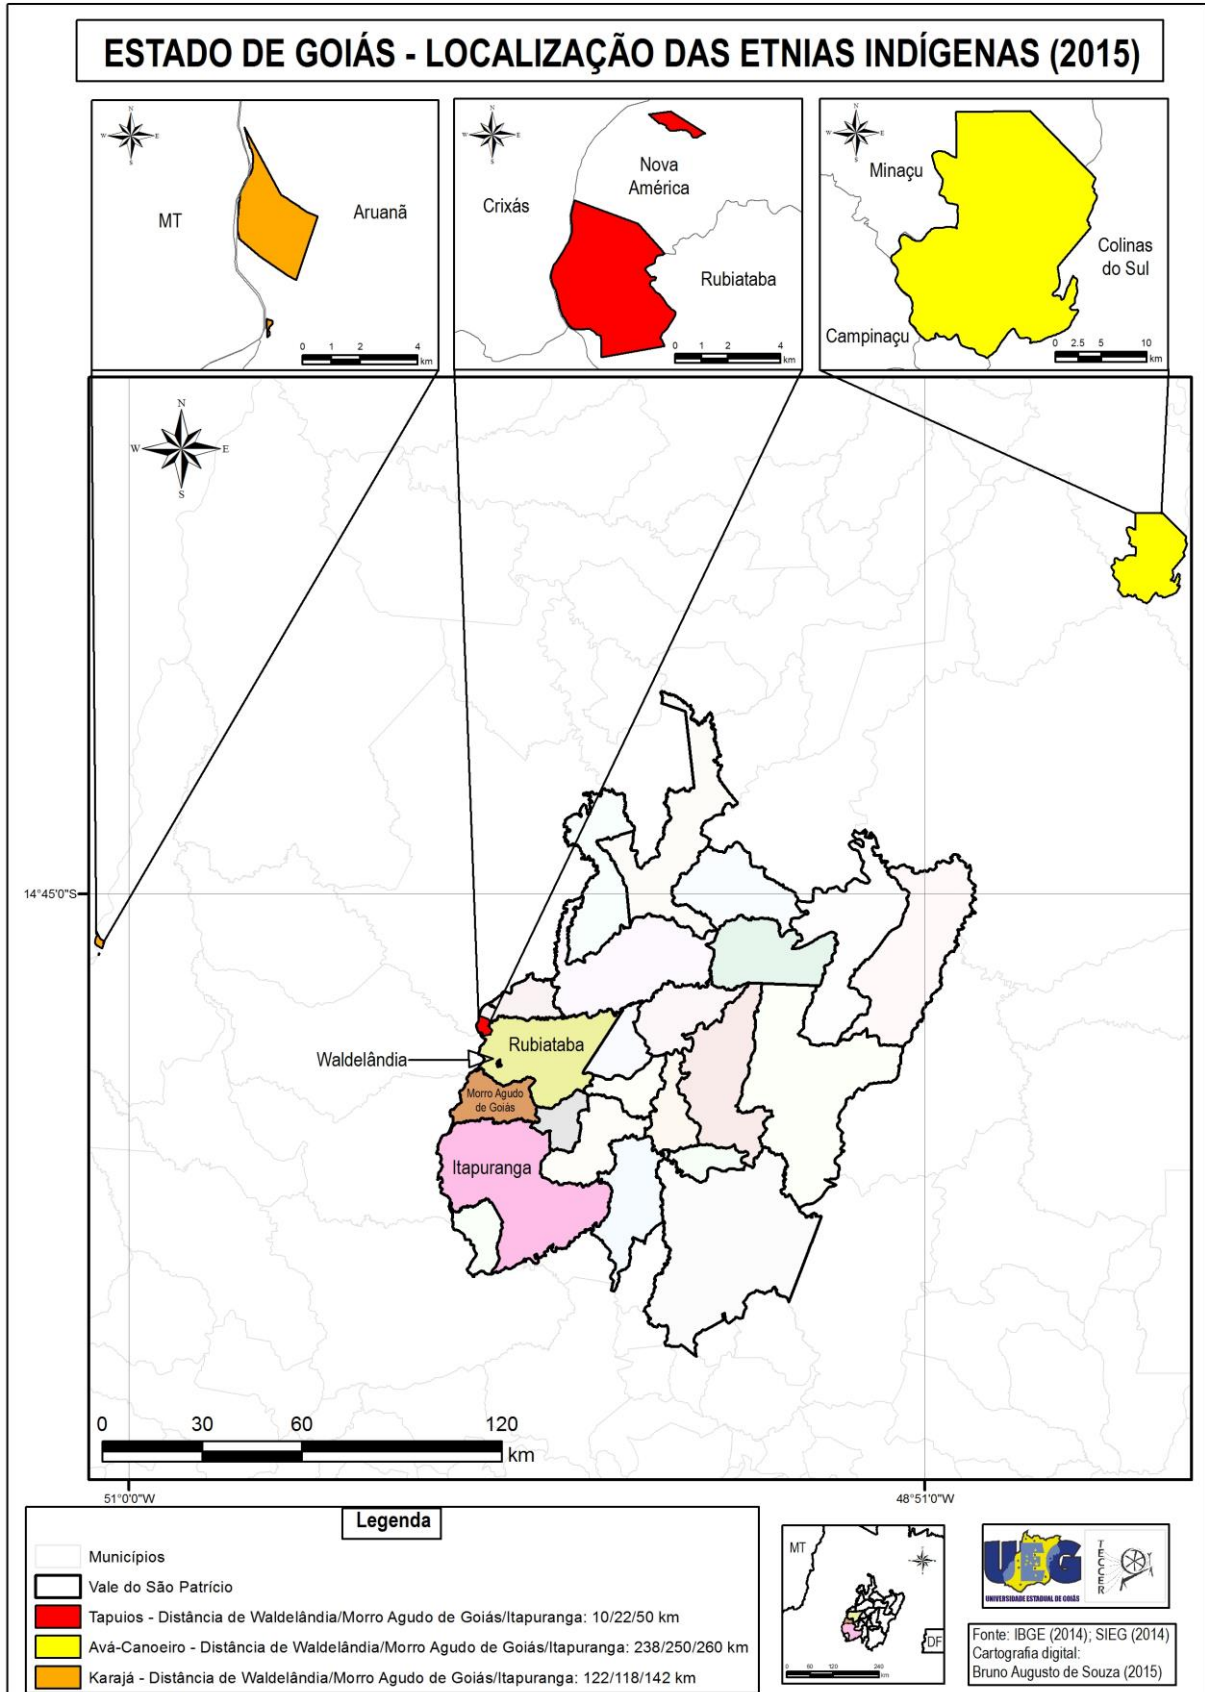 ESTADO DE GOIÁS - LOCALIZAÇÃO DAS ETNIAS INDÍGENAS (2015)
N
W E
S
MT
Aruanã
0 1 2 4
km
N
W E
S
Crixás
Nova
América
Rubiataba
0 1 2 4
km
N
W E
S
Minaçu
Colinas
do Sul
Campinaçu
0 2.5 5 10
km
N
W E
S
14°45'0"S
Rubiataba
Waldelândia
Morro Agudo
de Goiás
Itapuranga
0 30 60 120
km
51°0'0"W
48°51'0"W
Legenda
Municípios
Vale do São Patrício
Tapuios - Distância de Waldelândia/Morro Agudo de Goiás/Itapuranga: 10/22/50 km
Avá-Canoeiro - Distância de Waldelândia/Morro Agudo de Goiás/Itapuranga: 238/250/260 km
Karajá - Distância de Waldelândia/Morro Agudo de Goiás/Itapuranga: 122/118/142 km
MT
DF
0 60 120 240
km
UEG
UNIVERSIDADE ESTADUAL DE GOIÁS
TECCER
Fonte: IBGE (2014); SIEG (2014)
Cartografia digital:
Bruno Augusto de Souza (2015)